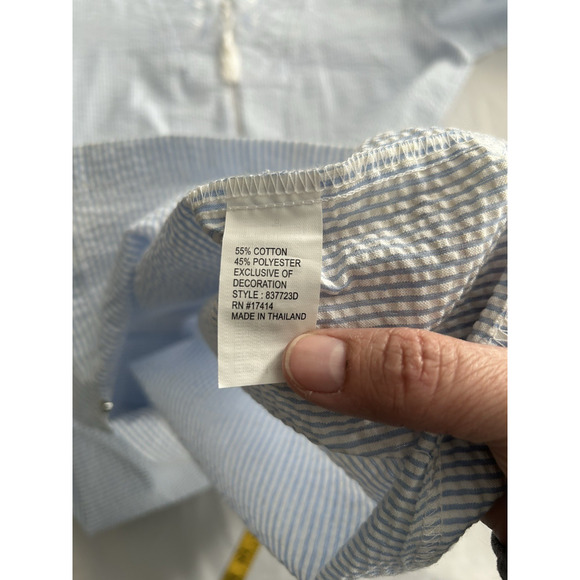 55% COTTON
45% POLYESTER
EXCLUSIVE OF
DECORATION
STYLE : 837723D
RN #17414
MADE IN THAILAND